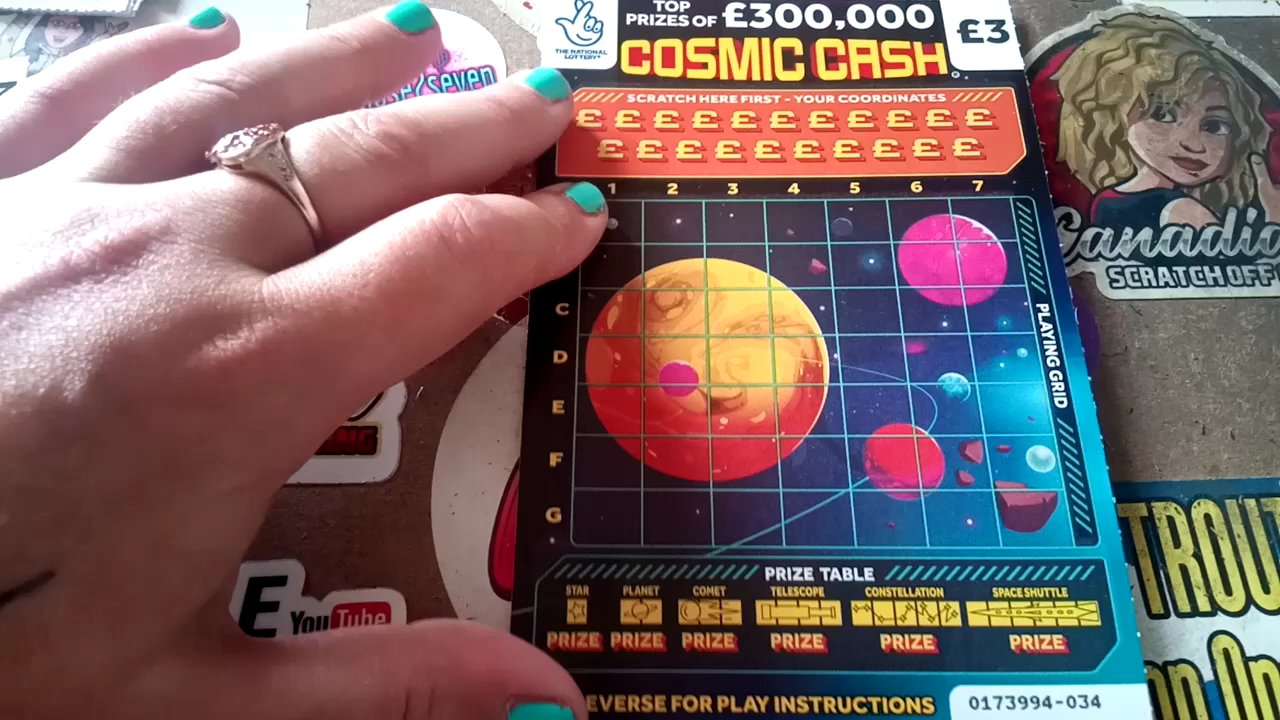 TOP
PRIZES OF £300,000
£3
THE NATIONAL
LOTTERY®
COSMIC CASH
SCRATCH HERE FIRST - YOUR COORDINATES
£ £ £ £ £ £ £ £ £ £ £
£ £ £ £ £ £ £ £ £ £
1 2 3 4 5 6 7
C
D
E
F
G
PLAYING GRID
PRIZE TABLE
STAR PLANET COMET TELESCOPE CONSTELLATION SPACE SHUTTLE
PRIZE PRIZE PRIZE PRIZE PRIZE PRIZE
EVERSE FOR PLAY INSTRUCTIONS
0173994-034
seven
Canadia
SCRATCH OFF
E
YouTube
TROUT